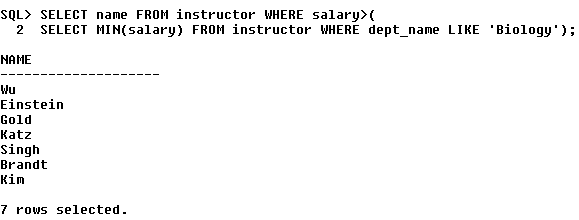 SQL> SELECT name FROM instructor WHERE salary>(
  2  SELECT MIN(salary) FROM instructor WHERE dept_name LIKE 'Biology');
NAME
--------------------
Wu
Einstein
Gold
Katz
Singh
Brandt
Kim
7 rows selected.